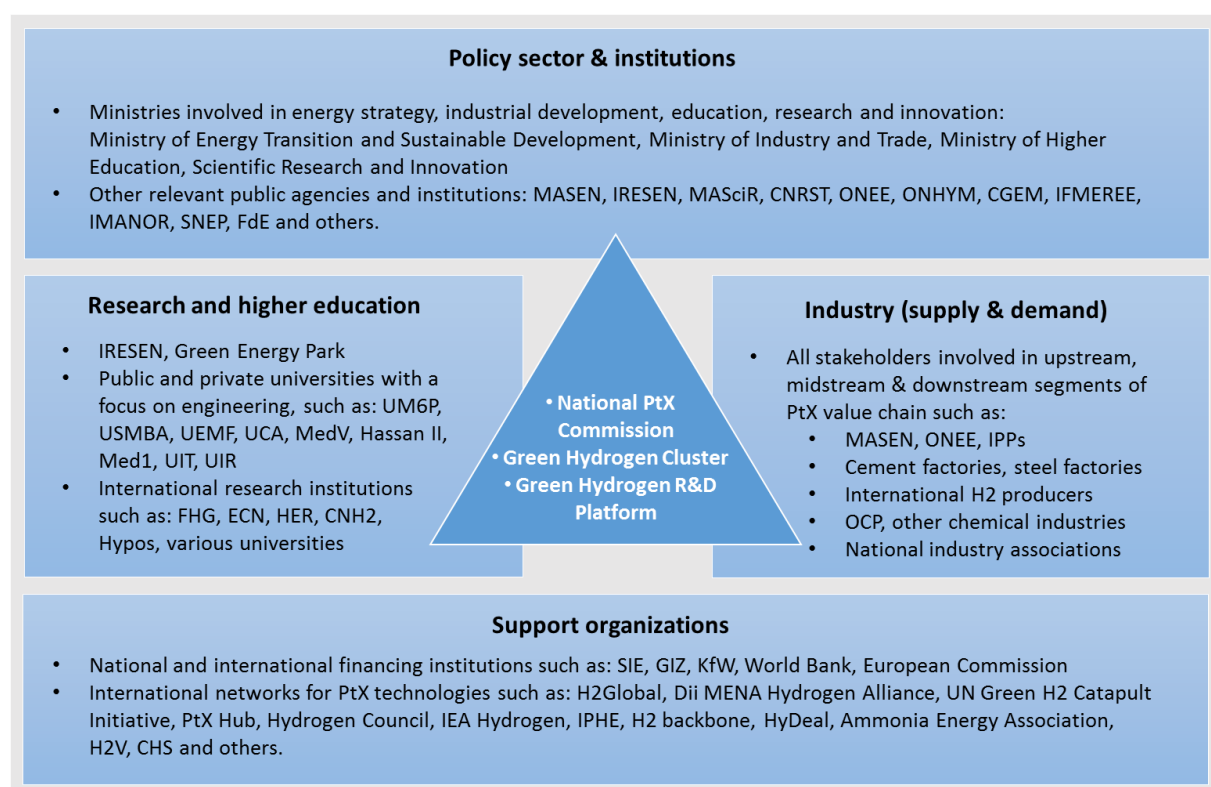 Policy sector & institutions
• Ministries involved in energy strategy, industrial development, education, research and innovation:
Ministry of Energy Transition and Sustainable Development, Ministry of Industry and Trade, Ministry of Higher
Education, Scientific Research and Innovation
• Other relevant public agencies and institutions: MASEN, IRESEN, MASciR, CNRST, ONEE, ONHYM, CGEM, IFMEREE,
IMANOR, SNEP, FdE and others.
Research and higher education
• IRESEN, Green Energy Park
• Public and private universities with a
focus on engineering, such as: UM6P,
USMBA, UEMF, UCA, MedV, Hassan II,
Med1, UIT, UIR
• International research institutions
such as: FHG, ECN, HER, CNH2,
Hypos, various universities
• National PtX
Commission
• Green Hydrogen Cluster
• Green Hydrogen R&D
Platform
Industry (supply & demand)
• All stakeholders involved in upstream,
midstream & downstream segments of
PtX value chain such as:
• MASEN, ONEE, IPPs
• Cement factories, steel factories
• International H2 producers
• OCP, other chemical industries
• National industry associations
Support organizations
• National and international financing institutions such as: SIE, GIZ, KfW, World Bank, European Commission
• International networks for PtX technologies such as: H2Global, Dii MENA Hydrogen Alliance, UN Green H2 Catapult
Initiative, PtX Hub, Hydrogen Council, IEA Hydrogen, IPHE, H2 backbone, HyDeal, Ammonia Energy Association,
H2V, CHS and others.